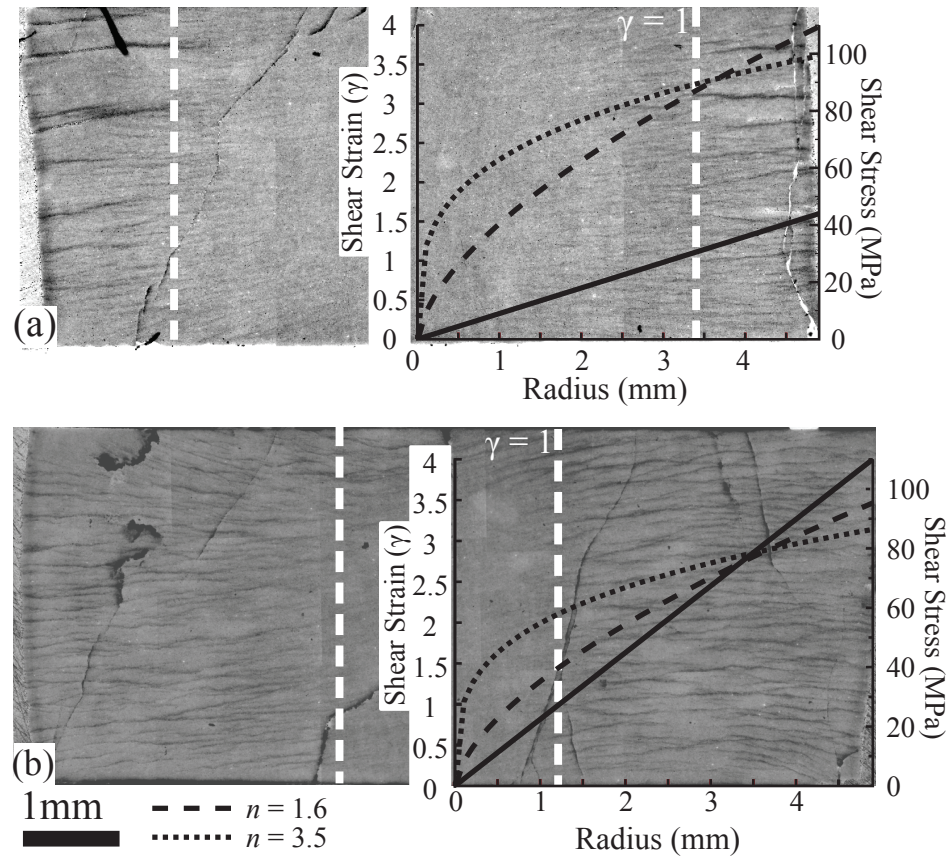 γ = 1
Shear Strain (γ)
4
3.5
3
2.5
2
1.5
1
0.5
0
100
80
60
40
20
0
Shear Stress (MPa)
0 1 2 3 4
Radius (mm)
(a)
γ = 1
Shear Strain (γ)
4
3.5
3
2.5
2
1.5
1
0.5
0
100
80
60
40
20
0
Shear Stress (MPa)
0 1 2 3 4
Radius (mm)
(b)
1mm
n = 1.6
n = 3.5